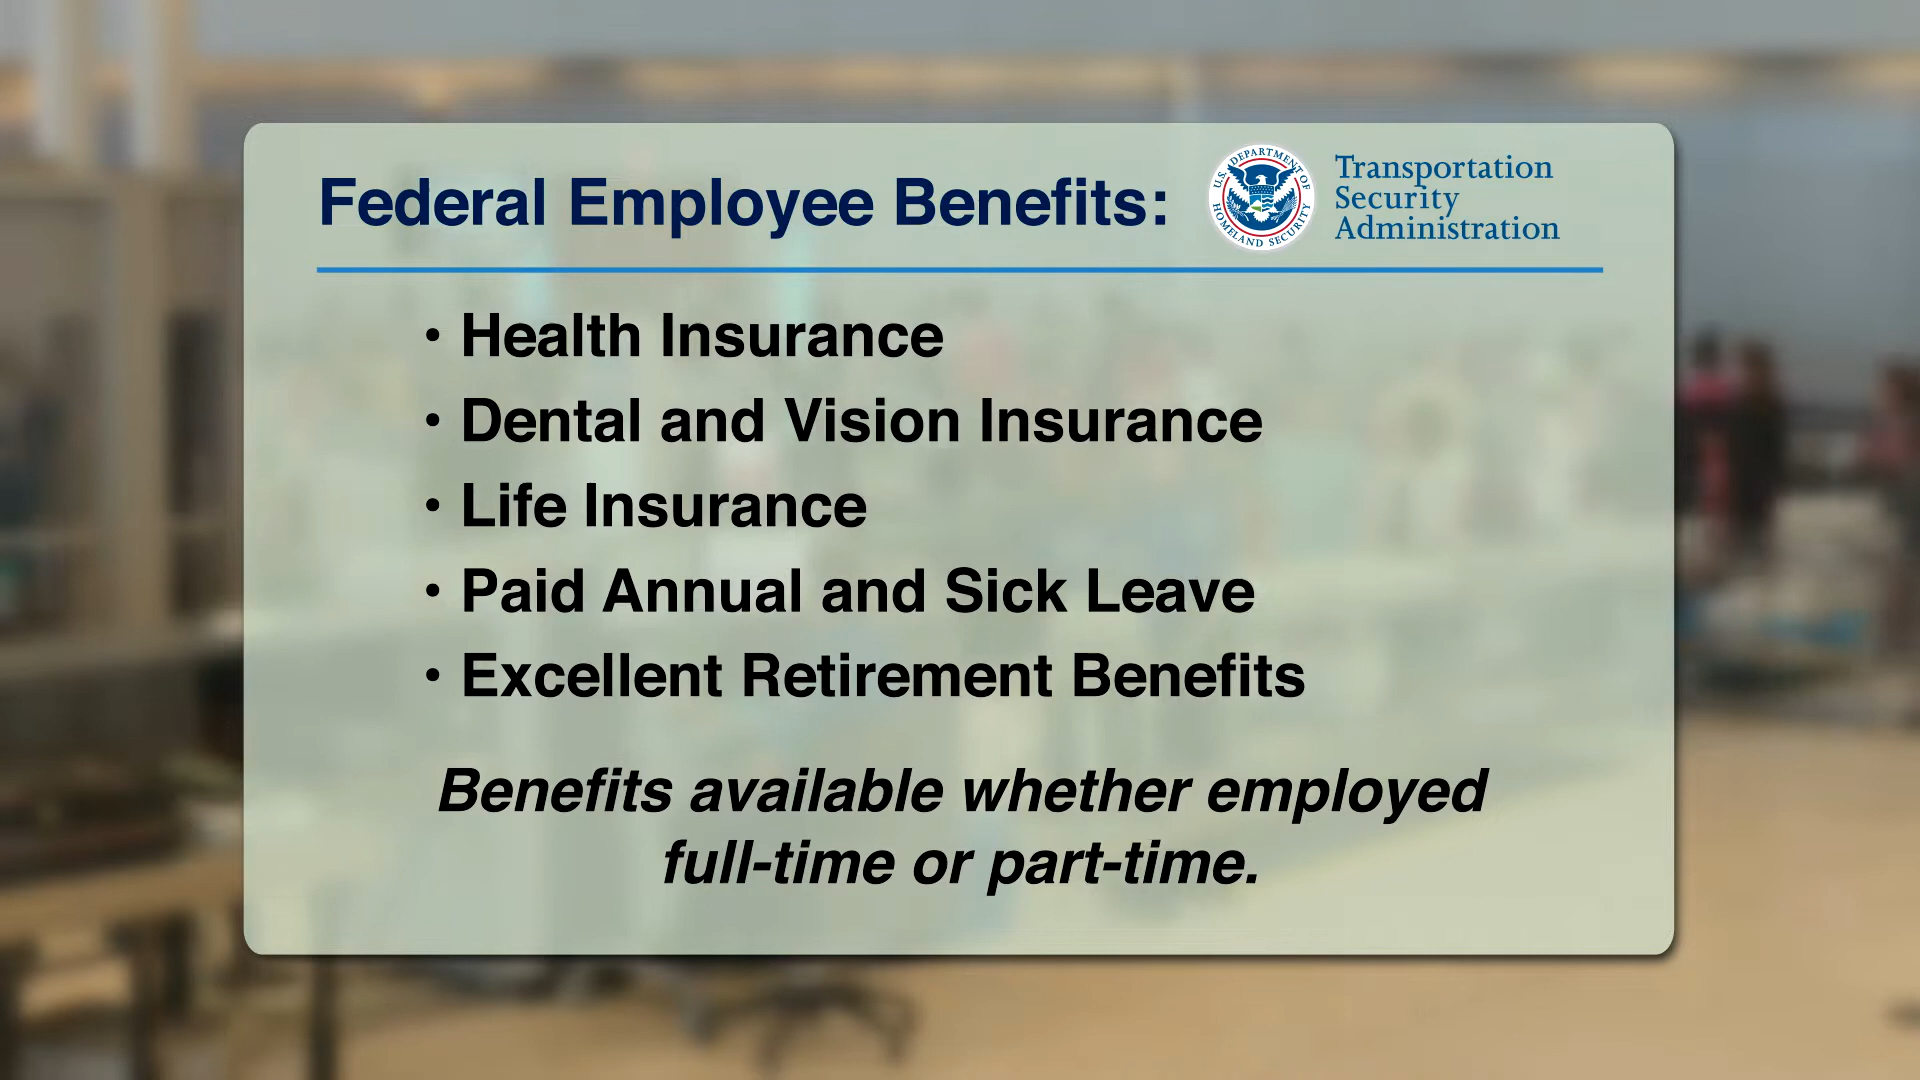 Federal Employee Benefits:
U.S. DEPARTMENT OF
HOMELAND SECURITY
Transportation
Security
Administration
• Health Insurance
• Dental and Vision Insurance
• Life Insurance
• Paid Annual and Sick Leave
• Excellent Retirement Benefits
Benefits available whether employed
full-time or part-time.